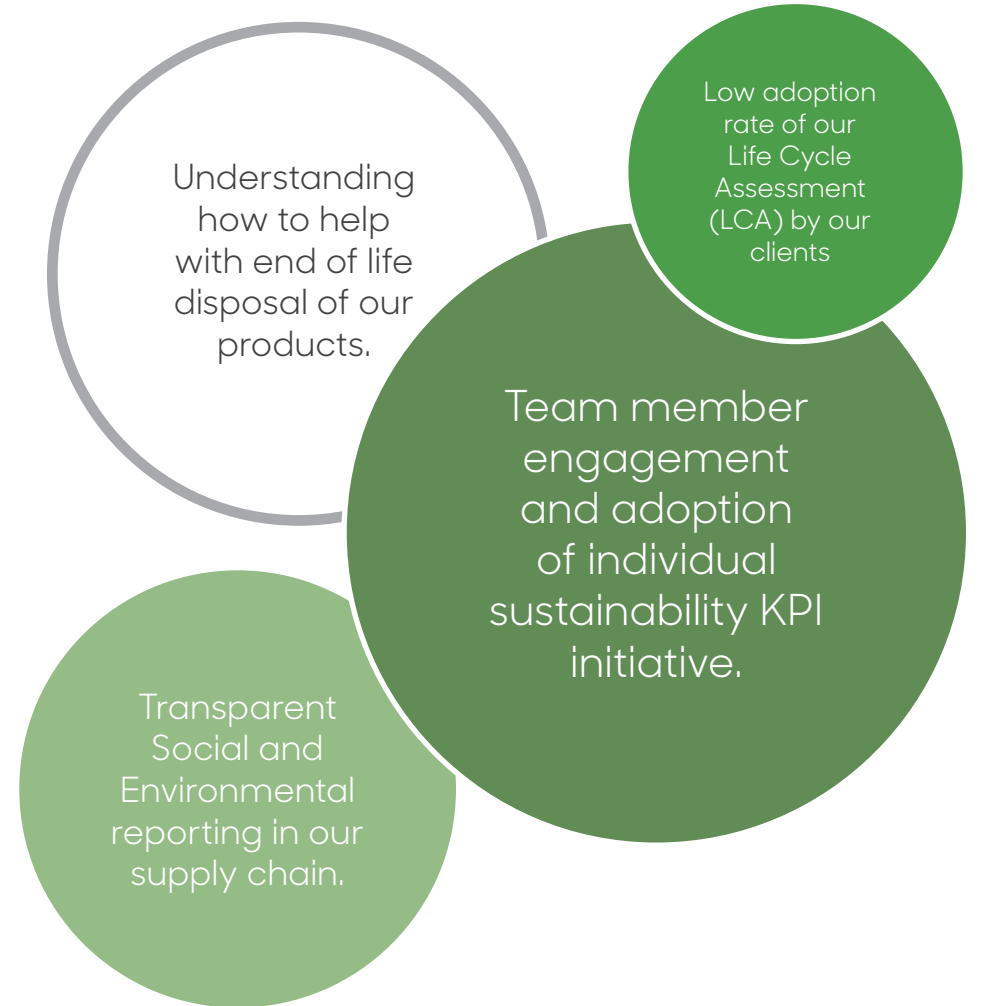 Understanding
how to help
with end of life
disposal of our
products.
Low adoption
rate of our
Life Cycle
Assessment
(LCA) by our
clients
Team member
engagement
and adoption
of individual
sustainability KPI
initiative.
Transparent
Social and
Environmental
reporting in our
supply chain.